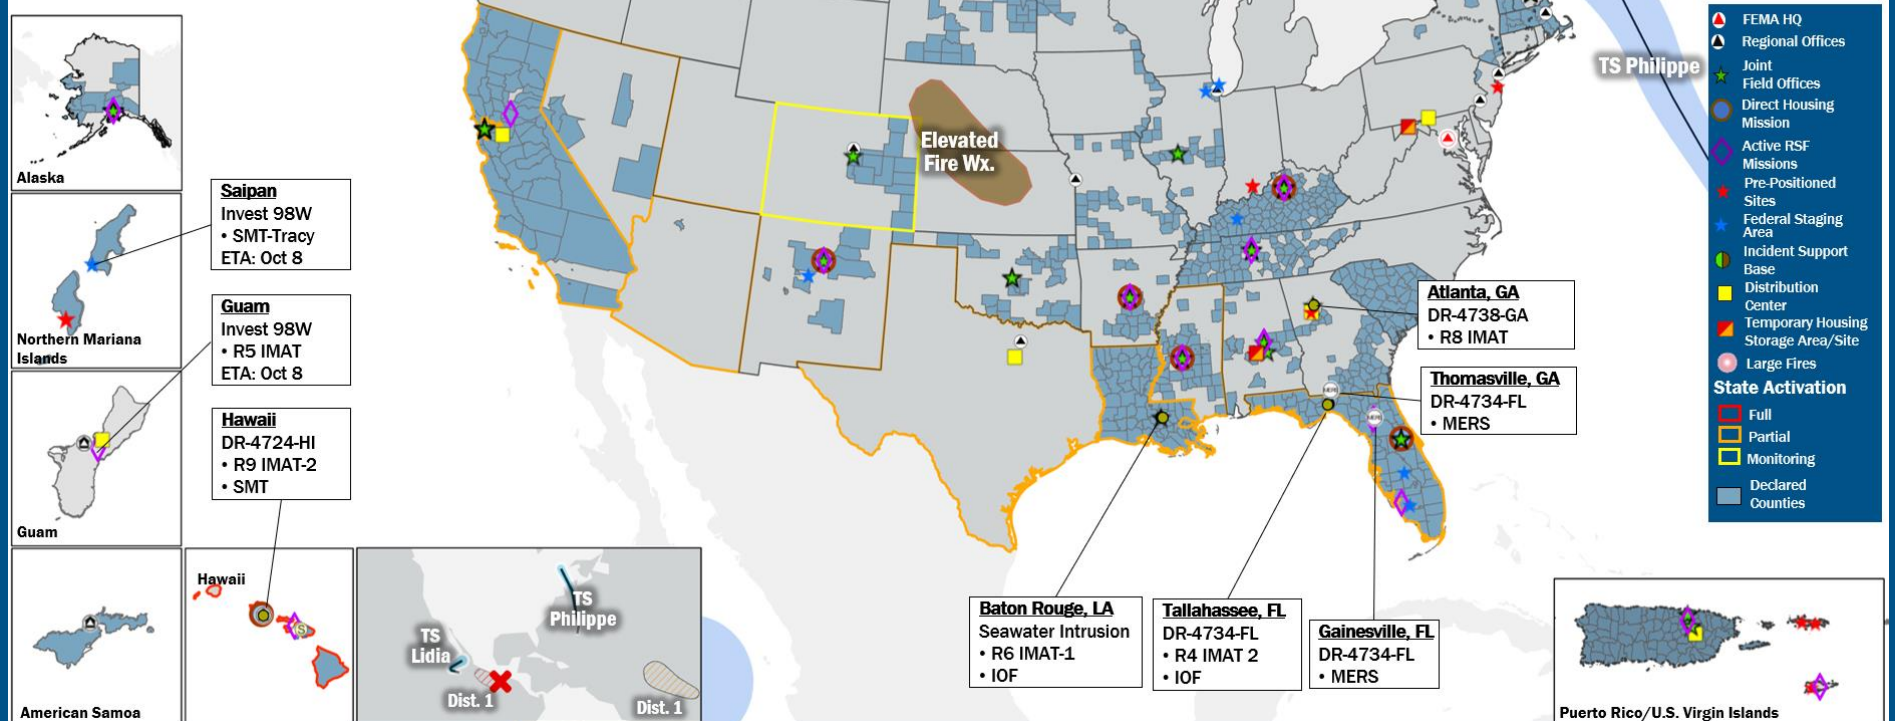 Alaska
Northern Mariana
Islands
Guam
American Samoa
Hawaii
Saipan
Invest 98W
• SMT-Tracy
ETA: Oct 8
Guam
Invest 98W
• R5 IMAT
ETA: Oct 8
Hawaii
DR-4724-HI
• R9 IMAT-2
• SMT
TS
Philippe
TS
Lidia
Dist. 1
Dist. 1
Elevated
Fire Wx.
TS Philippe
Atlanta, GA
DR-4738-GA
• R8 IMAT
Thomasville, GA
DR-4734-FL
• MERS
MERS
MERS
Baton Rouge, LA
Seawater Intrusion
• R6 IMAT-1
• IOF
Tallahassee, FL
DR-4734-FL
• R4 IMAT 2
• IOF
Gainesville, FL
DR-4734-FL
• MERS
S
Puerto Rico/U.S. Virgin Islands
FEMA HQ
Regional Offices
Joint
Field Offices
Direct Housing
Mission
Active RSF
Missions
Pre-Positioned
Sites
Federal Staging
Area
Incident Support
Base
Distribution
Center
Temporary Housing
Storage Area/Site
Large Fires
State Activation
Full
Partial
Monitoring
Declared
Counties